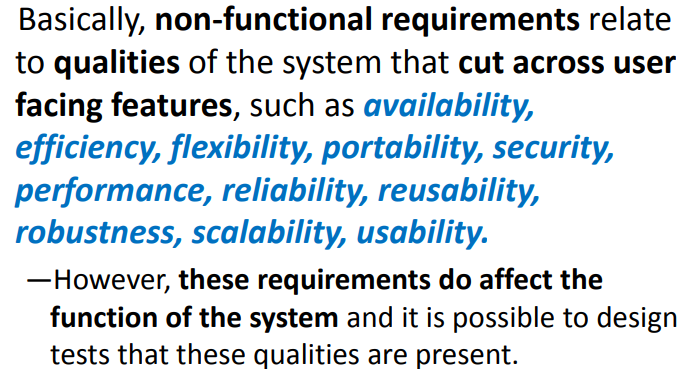 Basically, non-functional requirements relate
to qualities of the system that cut across user
facing features, such as availability,
efficiency, flexibility, portability, security,
performance, reliability, reusability,
robustness, scalability, usability.
—However, these requirements do affect the
function of the system and it is possible to design
tests that these qualities are present.